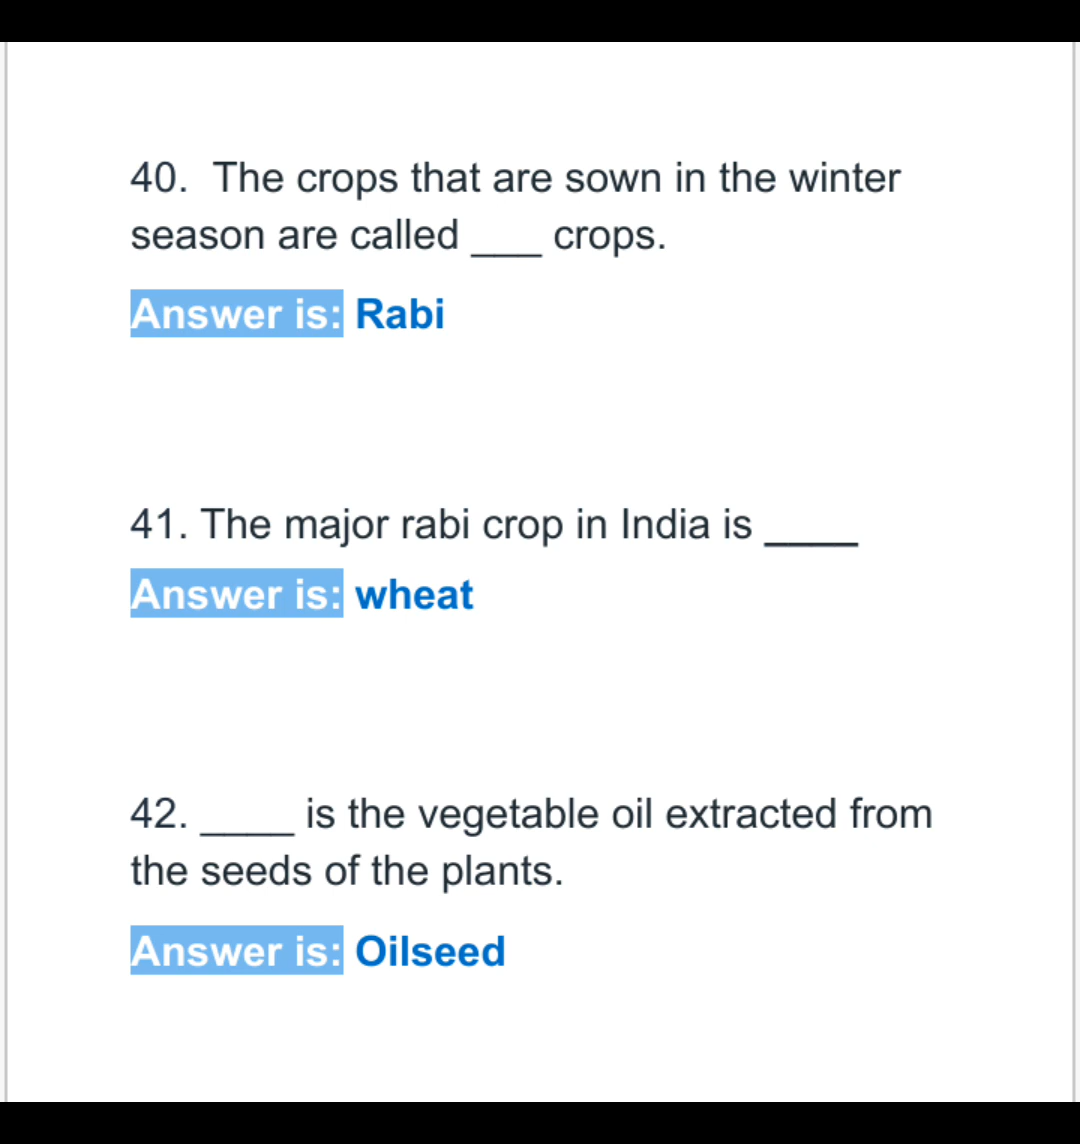 40.  The crops that are sown in the winter
season are called ___ crops.
Answer is: Rabi
41. The major rabi crop in India is ____
Answer is: wheat
42. ____ is the vegetable oil extracted from
the seeds of the plants.
Answer is: Oilseed